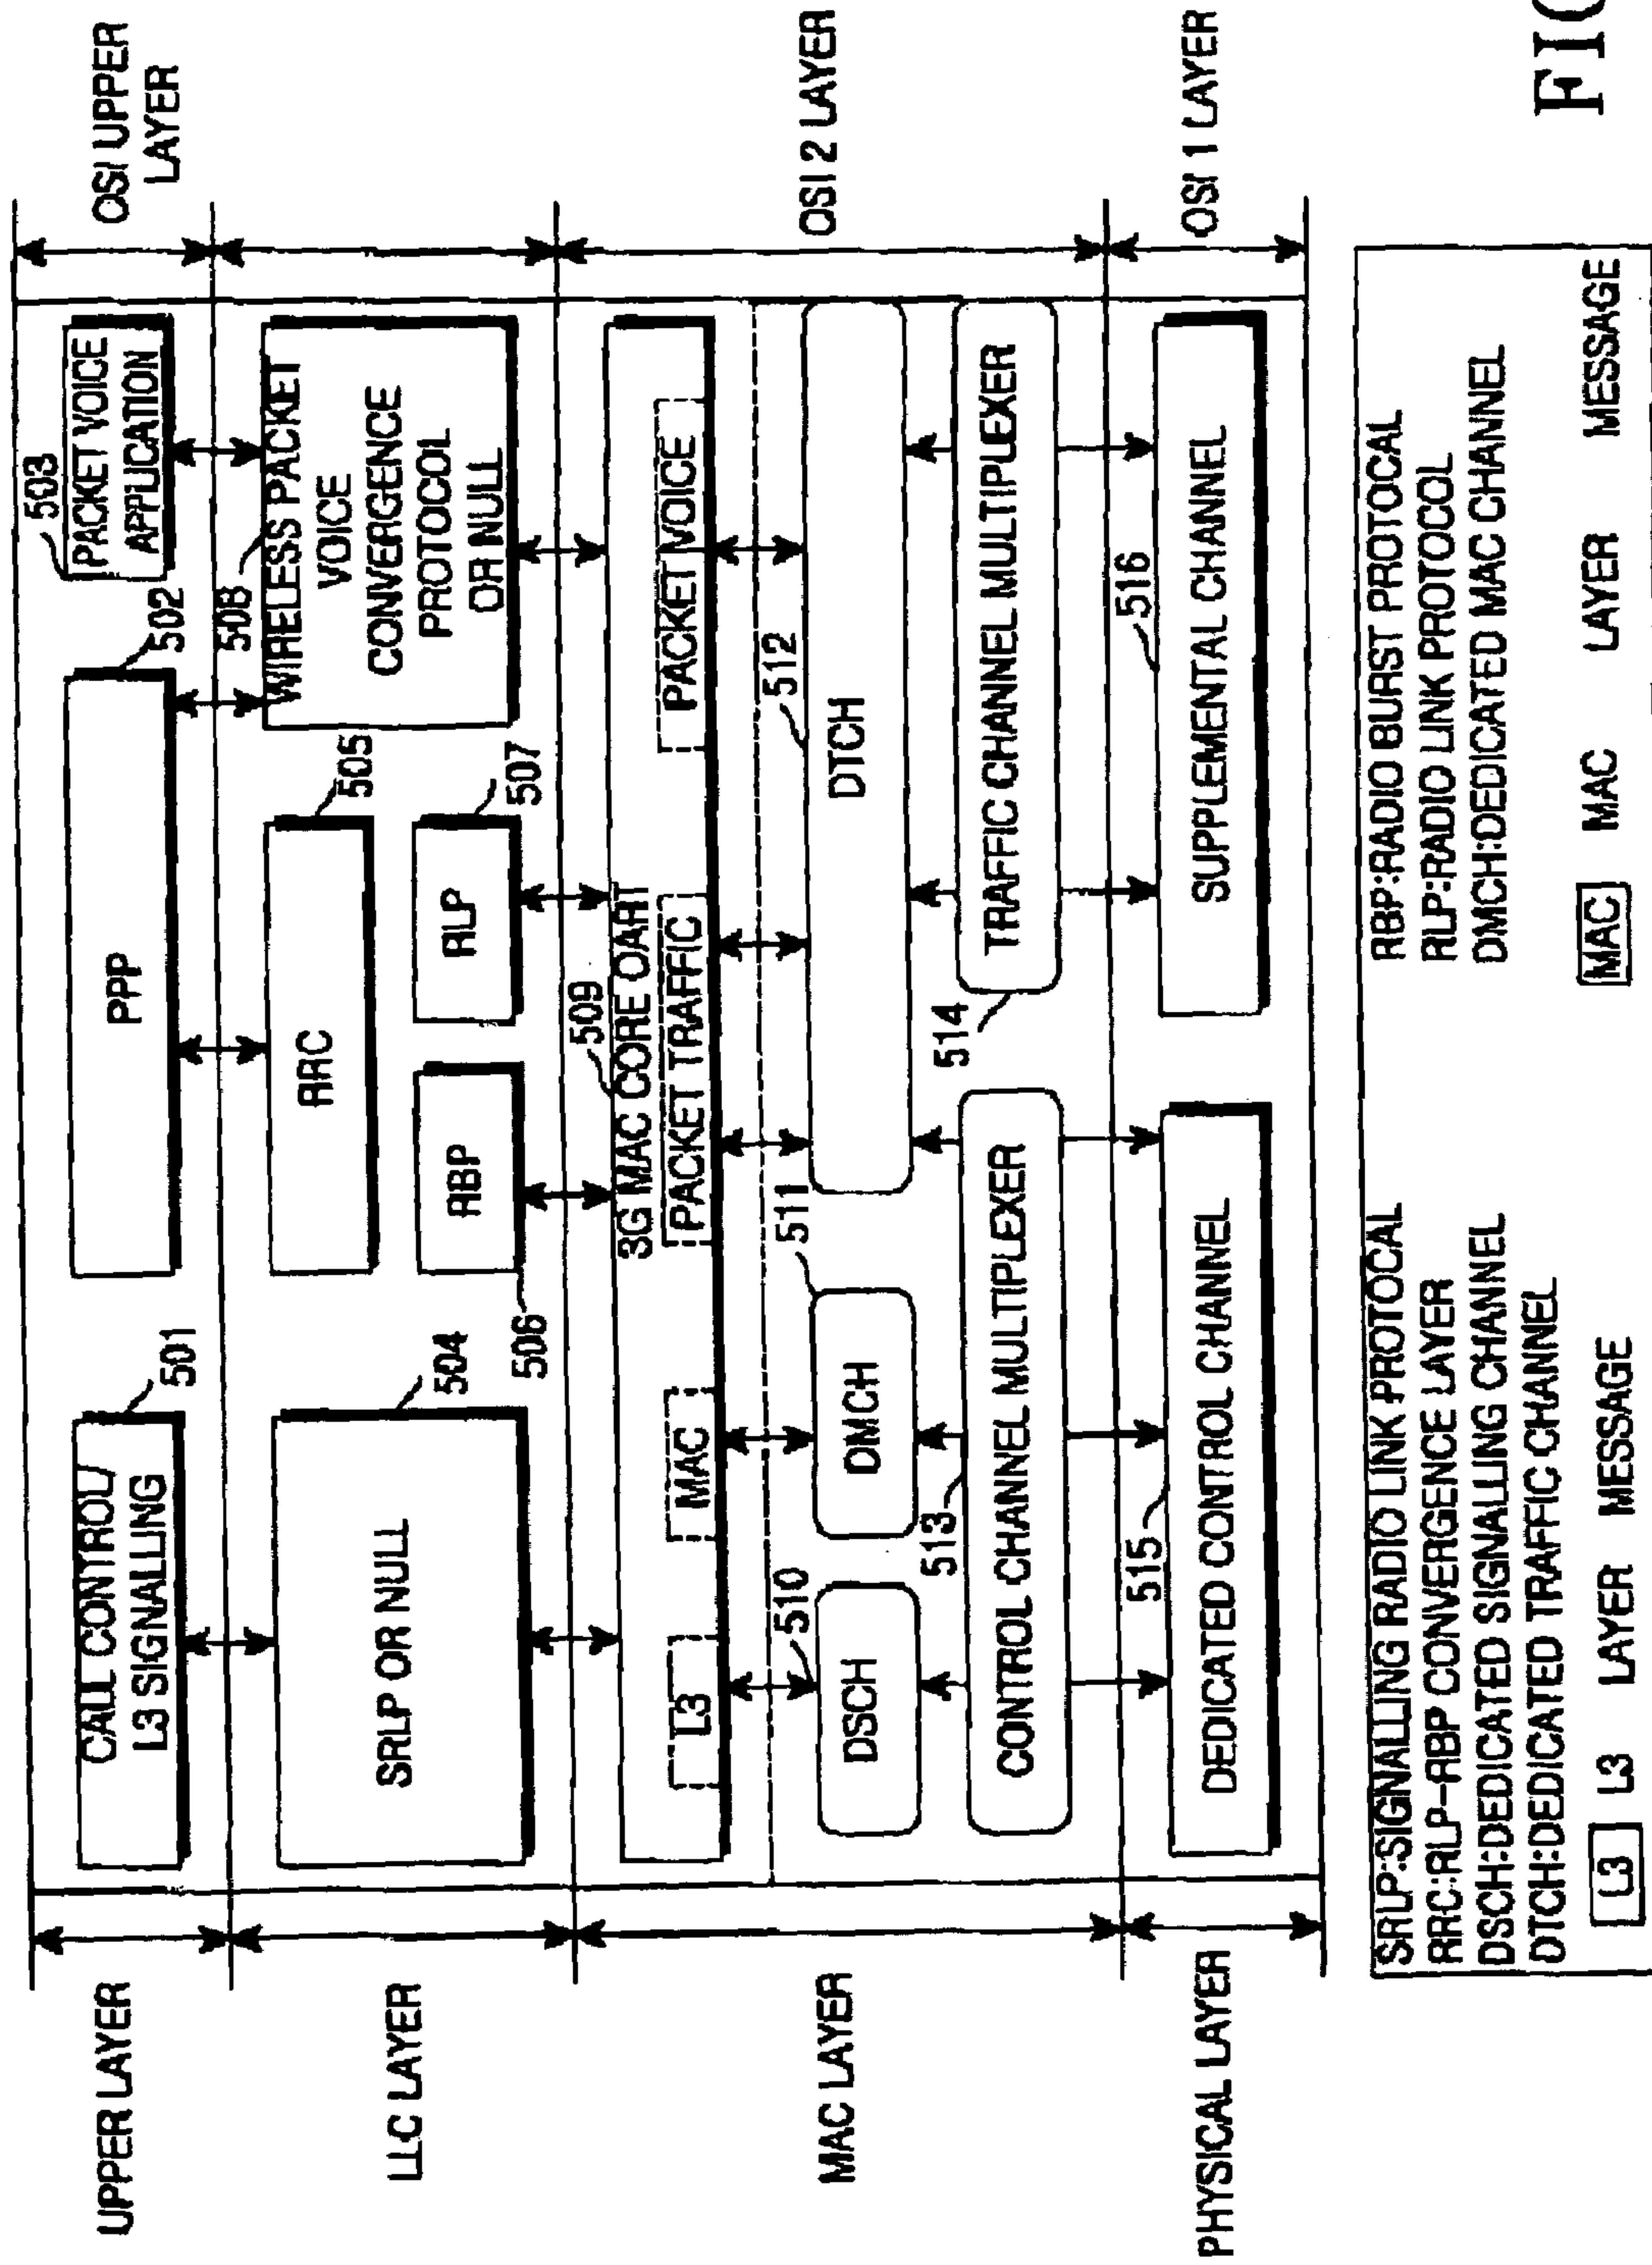 OSI UPPER
LAYER
OSI 2 LAYER
OSI 1 LAYER
UPPER LAYER
LLC LAYER
MAC LAYER
PHYSICAL LAYER
CALL CONTROL/
L3 SIGNALLING
501
PPP
502
503
PACKET VOICE
APPLICATION
SRLP OR NULL
504
RRC
505
RBP
506
RLP
507
508
WIRELESS PACKET
VOICE
CONVERGENCE
PROTOCOL
OR NULL
509
3G MAC CORE OART
L3
MAC
PACKET TRAFFIC
PACKET VOICE
510
DSCH
511
DMCH
512
DTCH
513
CONTROL CHANNEL MULTIPLEXER
514
TRAFFIC CHANNEL MULTIPLEXER
515
DEDICATED CONTROL CHANNEL
516
SUPPLEMENTAL CHANNEL
SRLP:SIGNALLING RADIO LINK PROTOCAL
RRC:RLP-RBP CONVERGENCE LAYER
DSCH:DEDICATED SIGNALLING CHANNEL
DTCH:DEDICATED TRAFFIC CHANNEL
L3 L3 LAYER MESSAGE
RBP:RADIO BURST PROTOCAL
RLP:RADIO LINK PROTOCOL
DMCH:DEDICATED MAC CHANNEL
MAC MAC LAYER MESSAGE